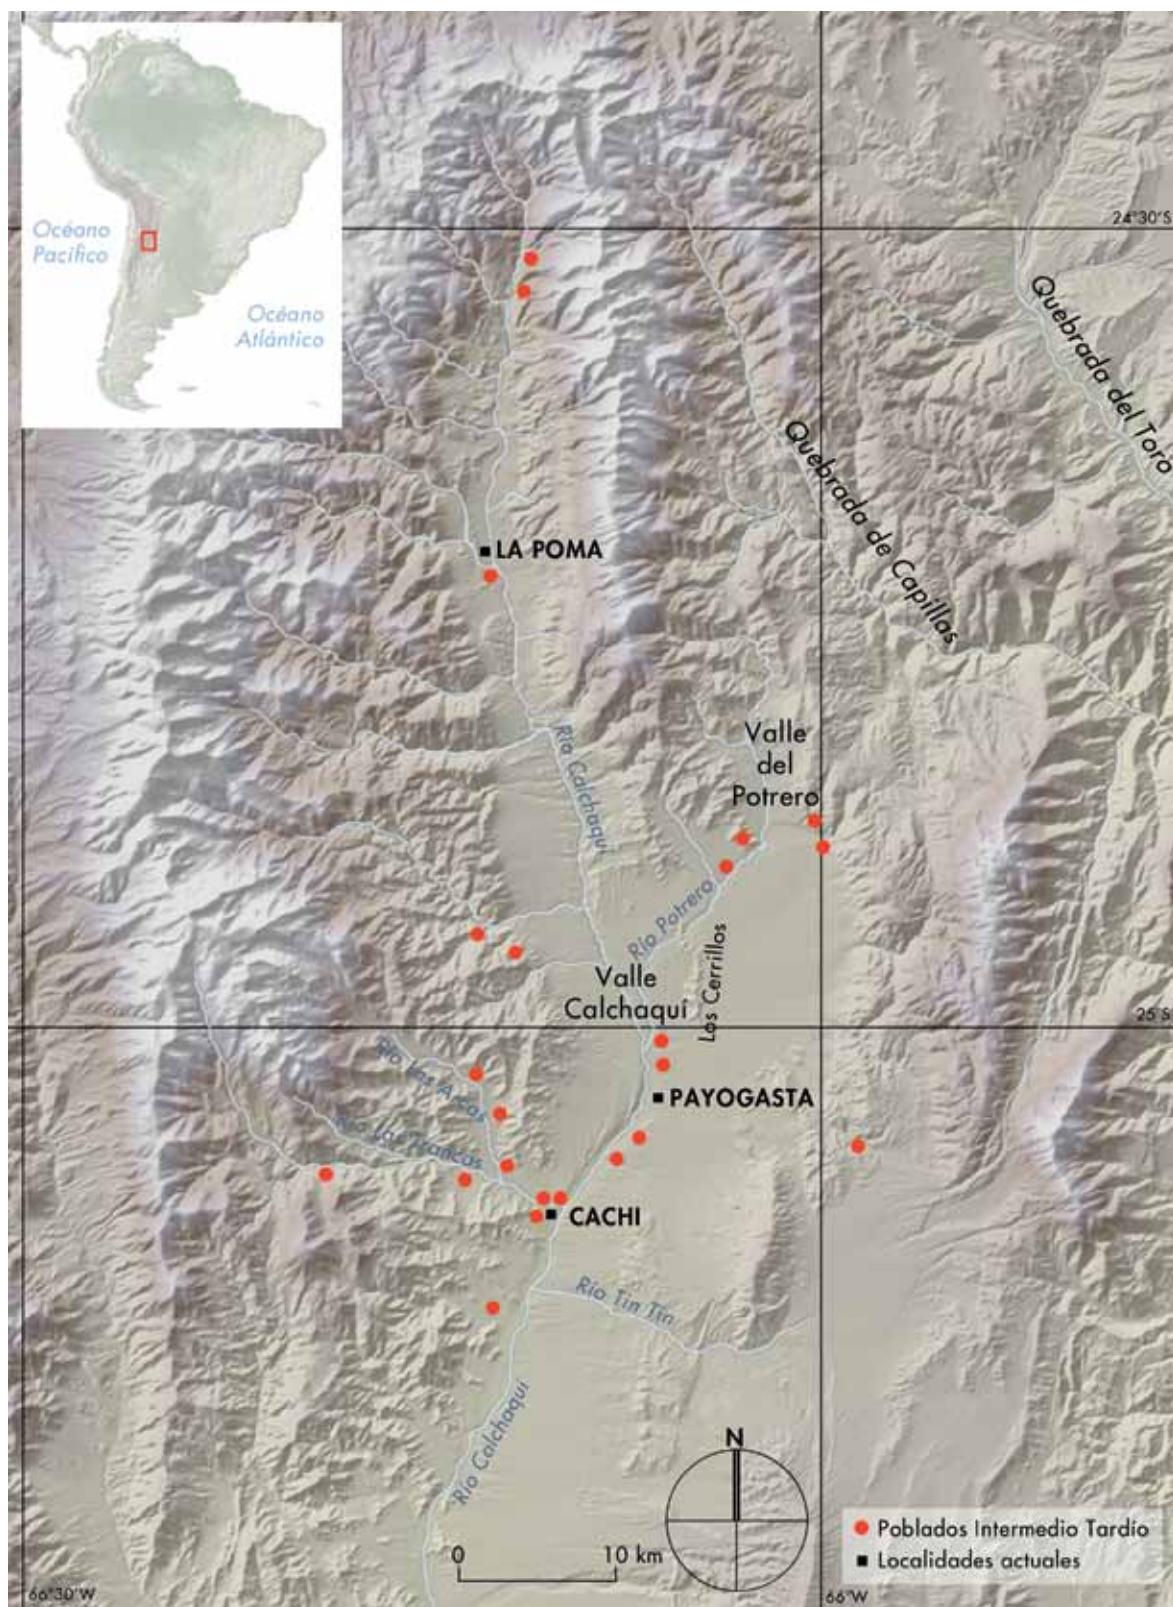 Océano
Pacífico
Océano
Atlántico
24°30'S
Quebrada del Toro
Quebrada de Capillas
LA POMA
Río Calchaquí
Valle
del
Potrero
Río Potrero
Los Cerrillos
Valle
Calchaquí
25°S
Río Las Arcas
PAYOGASTA
Río Las Trancas
CACHI
Río Tin Tin
Río Calchaquí
N
0 10 km
Poblados Intermedio Tardío
Localidades actuales
66°30'W
66°W